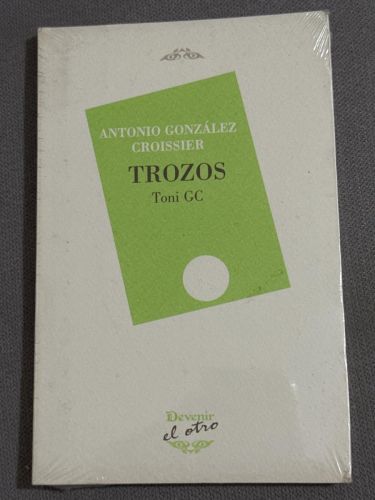 ANTONIO GONZÁLEZ
CROISSIER
TROZOS
Toni GC
Devenir
el otro